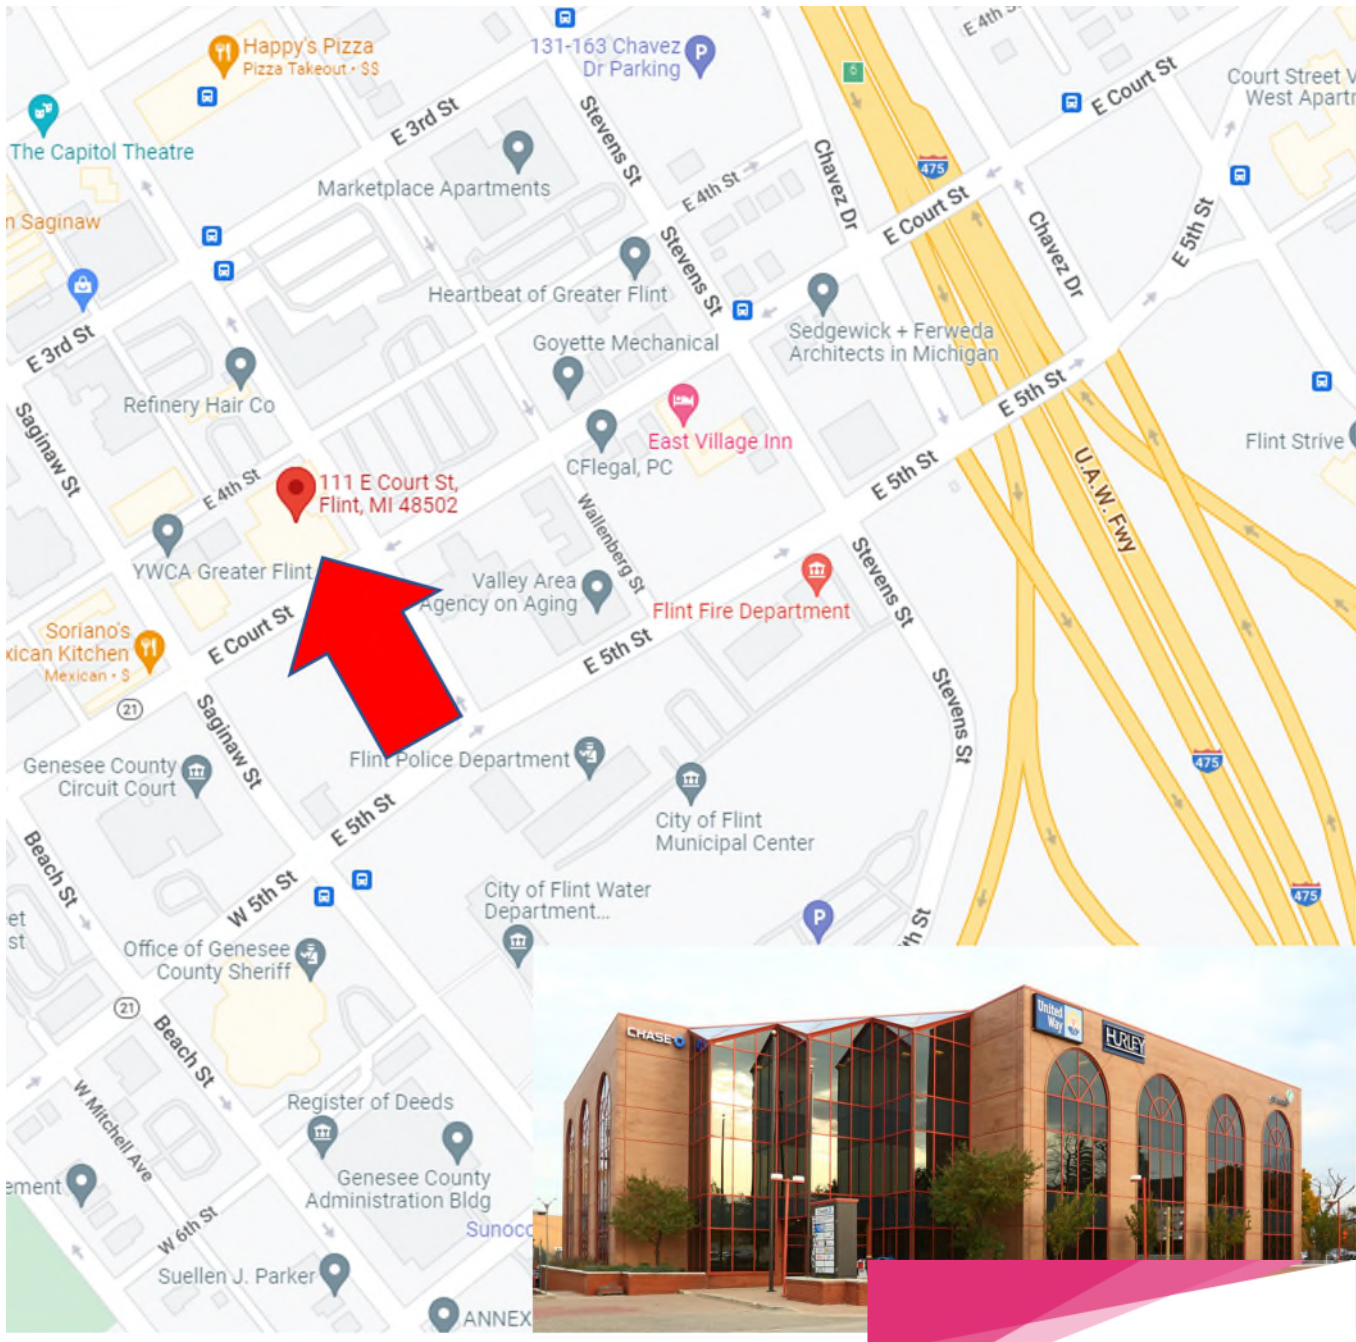 E 4th S
Happy's Pizza
Pizza Takeout • $$
131-163 Chavez
Dr Parking
6
E Court St
Court Street V
West Apartr
Stevens St
E 3rd St
The Capitol Theatre
Chavez Dr
475
Marketplace Apartments
E 4th St
E Court St
n Saginaw
Chavez Dr
E 5th St
Stevens St
Heartbeat of Greater Flint
Goyette Mechanical
Sedgewick + Ferweda
Architects in Michigan
E 3rd St
Refinery Hair Co
E 5th St
Saginaw St
East Village Inn
Flint Strive
CFlegal, PC
E 4th St
111 E Court St,
Flint, MI 48502
E 5th St
U.A.W. Fwy
Wallenberg St
YWCA Greater Flint
Valley Area
Agency on Aging
Flint Fire Department
Stevens St
E Court St
Soriano's
xican Kitchen
Mexican • $
E 5th St
21
Saginaw St
Stevens St
Genesee County
Circuit Court
Flint Police Department
475
City of Flint
Municipal Center
E 5th St
Beach St
W 5th St
City of Flint Water
Department...
475
et
st
P
th St
Office of Genesee
County Sheriff
21
Beach St
CHASE
United
Way
HURLEY
W Mitchell Ave
Register of Deeds
Genesee County
Administration Bldg
ement
W 6th St
Sunoco
Suellen J. Parker
ANNEX